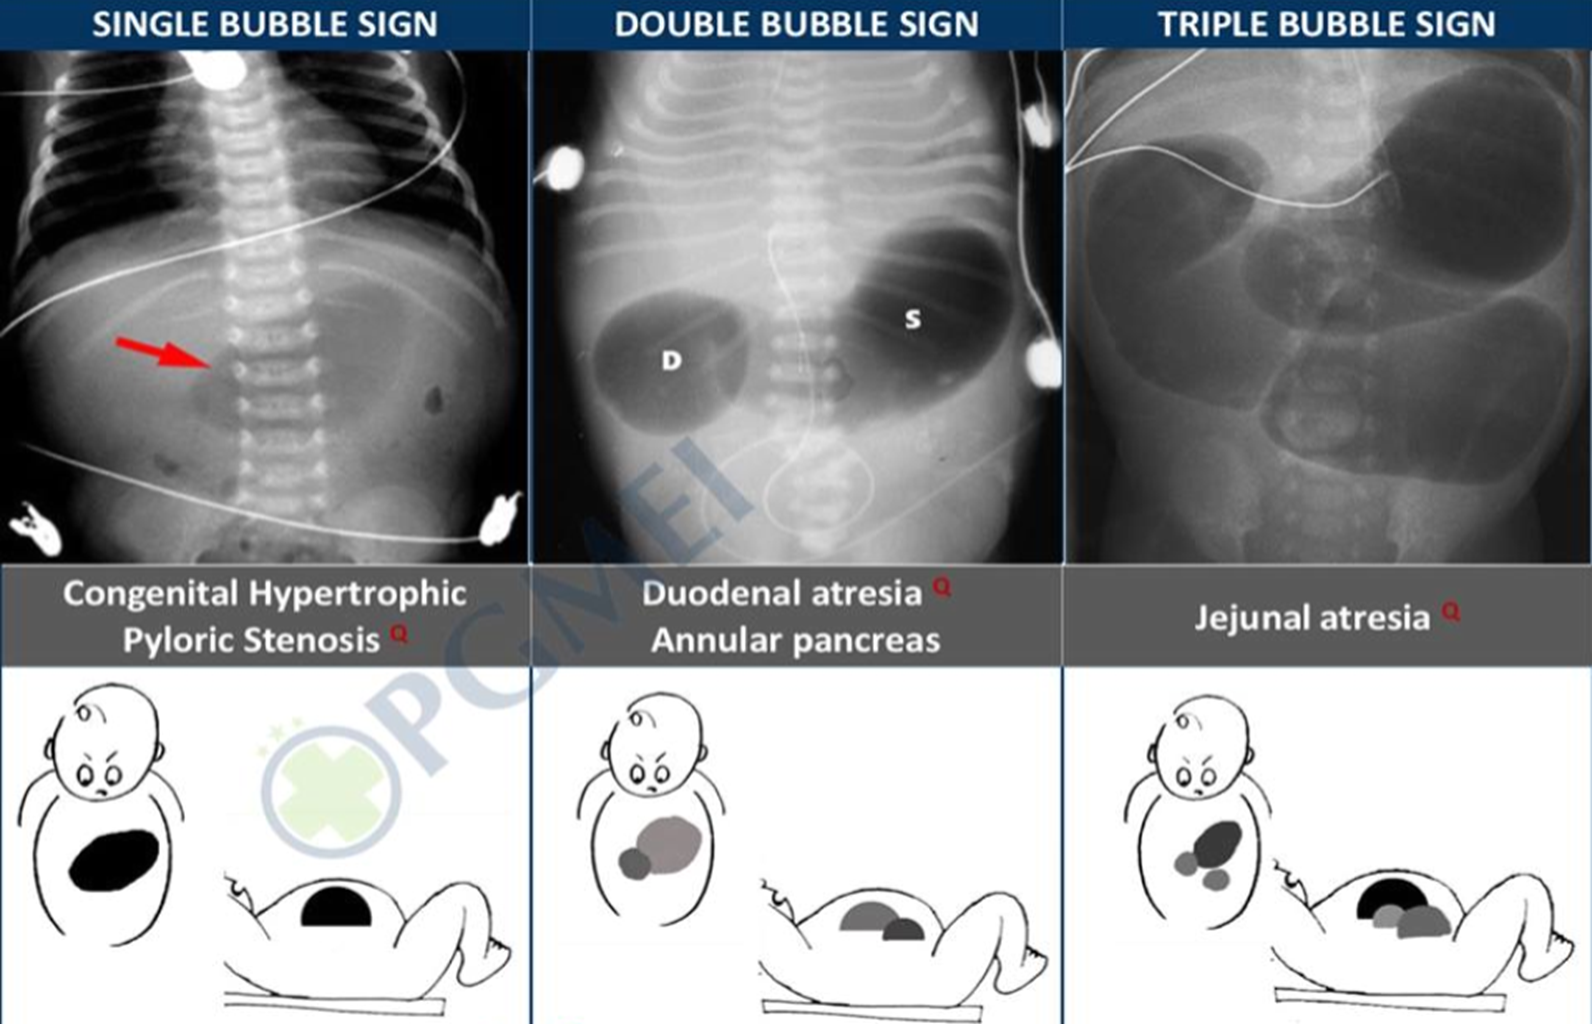 SINGLE BUBBLE SIGN
DOUBLE BUBBLE SIGN
TRIPLE BUBBLE SIGN
D
S
Congenital Hypertrophic
Pyloric Stenosis Q
Duodenal atresia Q
Annular pancreas
Jejunal atresia Q
PGMEI